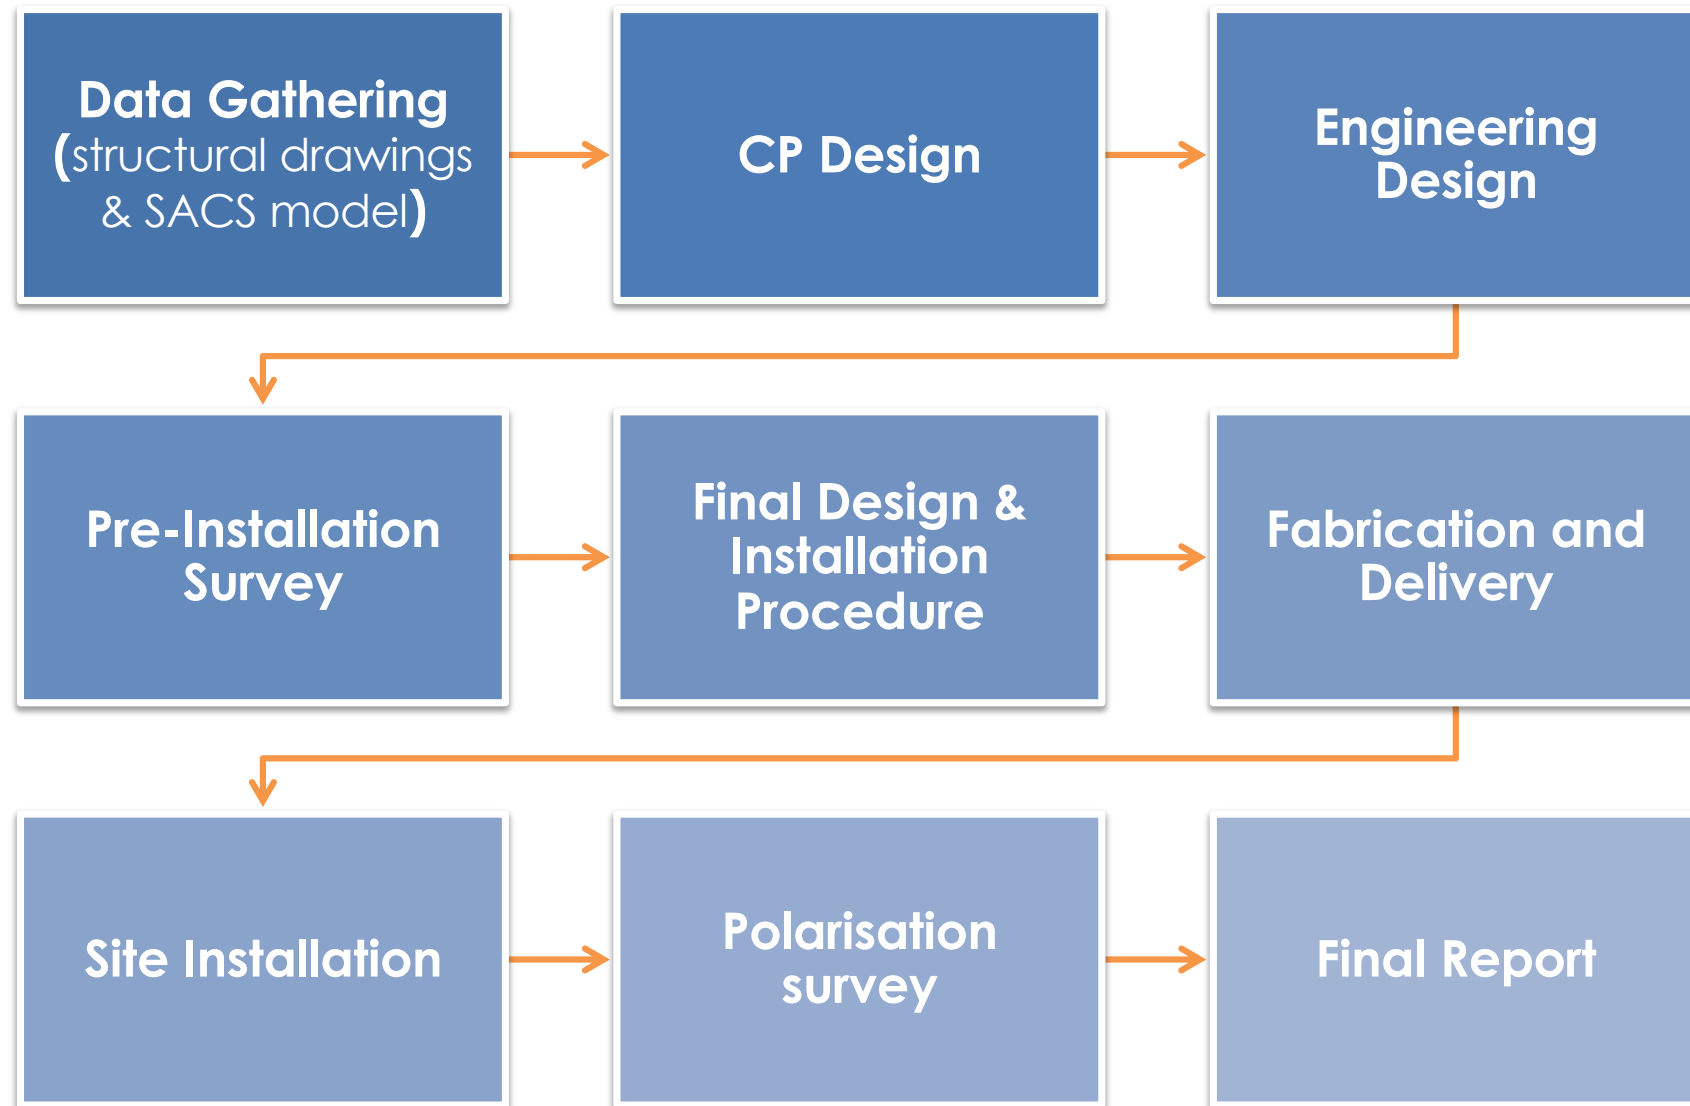 Data Gathering
(structural drawings
& SACS model)
CP Design
Engineering
Design
Pre-Installation
Survey
Final Design &
Installation
Procedure
Fabrication and
Delivery
Site Installation
Polarisation
survey
Final Report